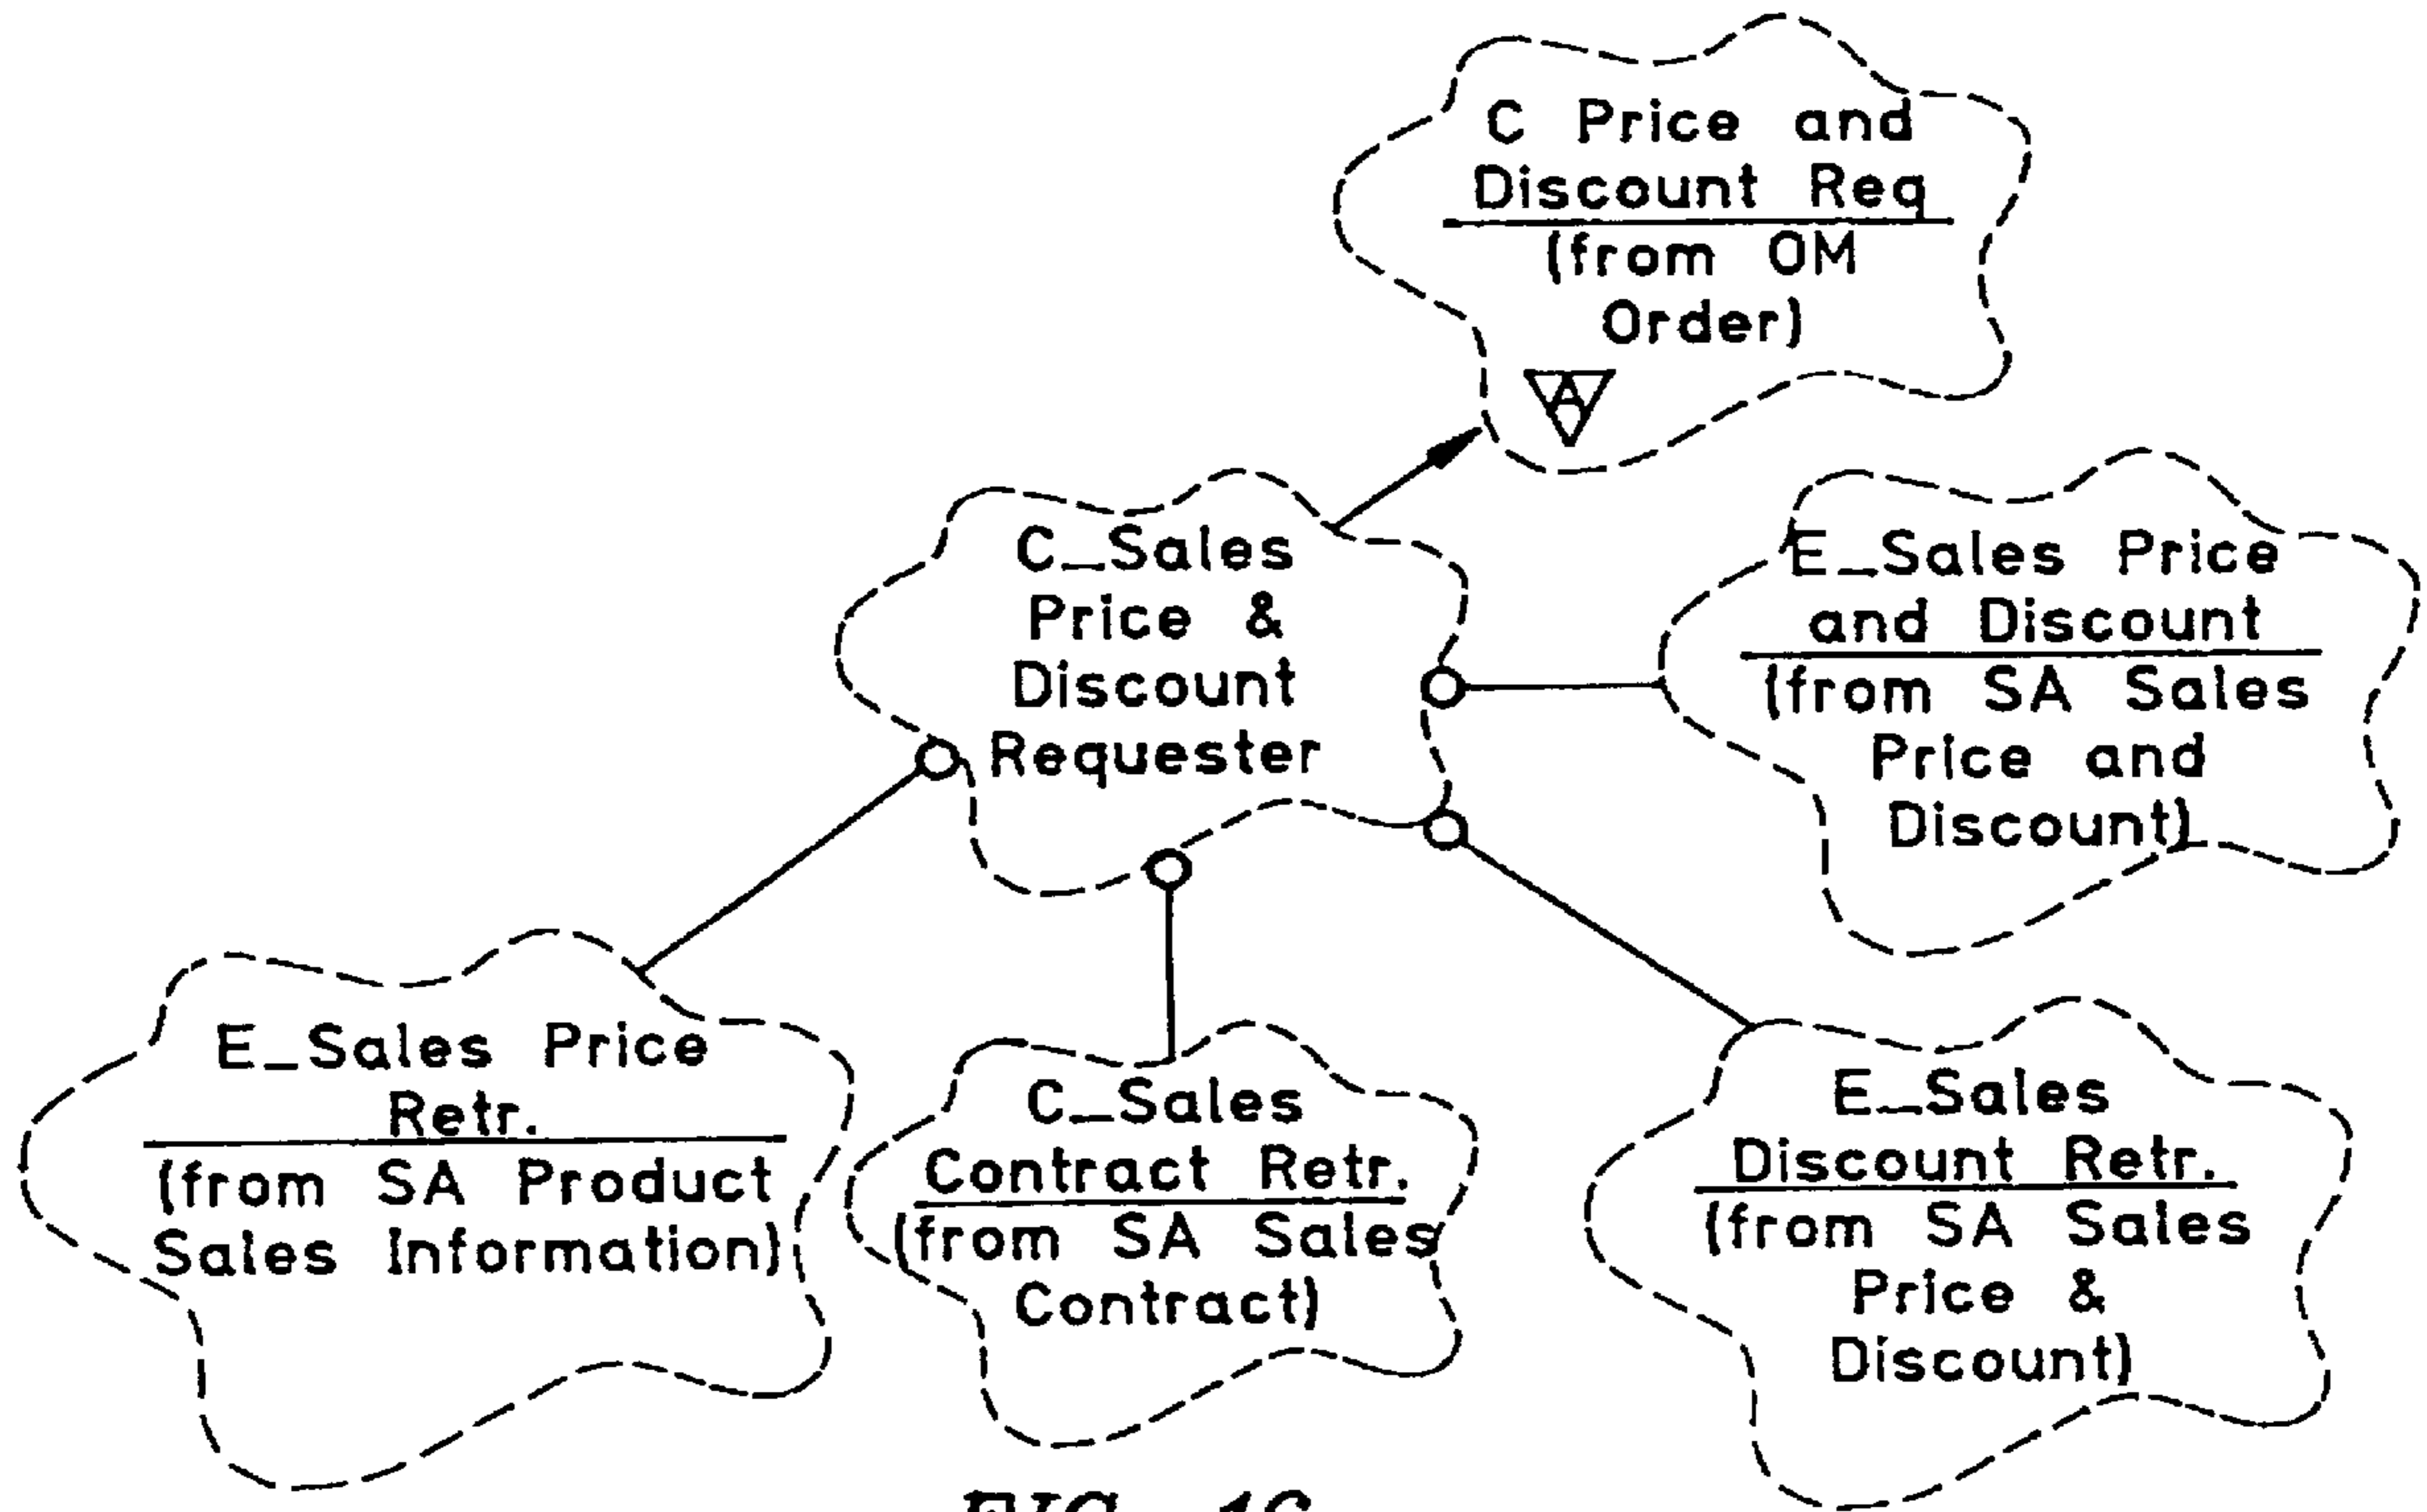 C Price and
Discount Req
(from OM
Order)
A
C_Sales
Price &
Discount
Requester
E_Sales Price
and Discount
(from SA Sales
Price and
Discount)
E_Sales Price
Retr.
(from SA Product
Sales Information)
C_Sales
Contract Retr.
(from SA Sales
Contract)
E_Sales
Discount Retr.
(from SA Sales
Price &
Discount)